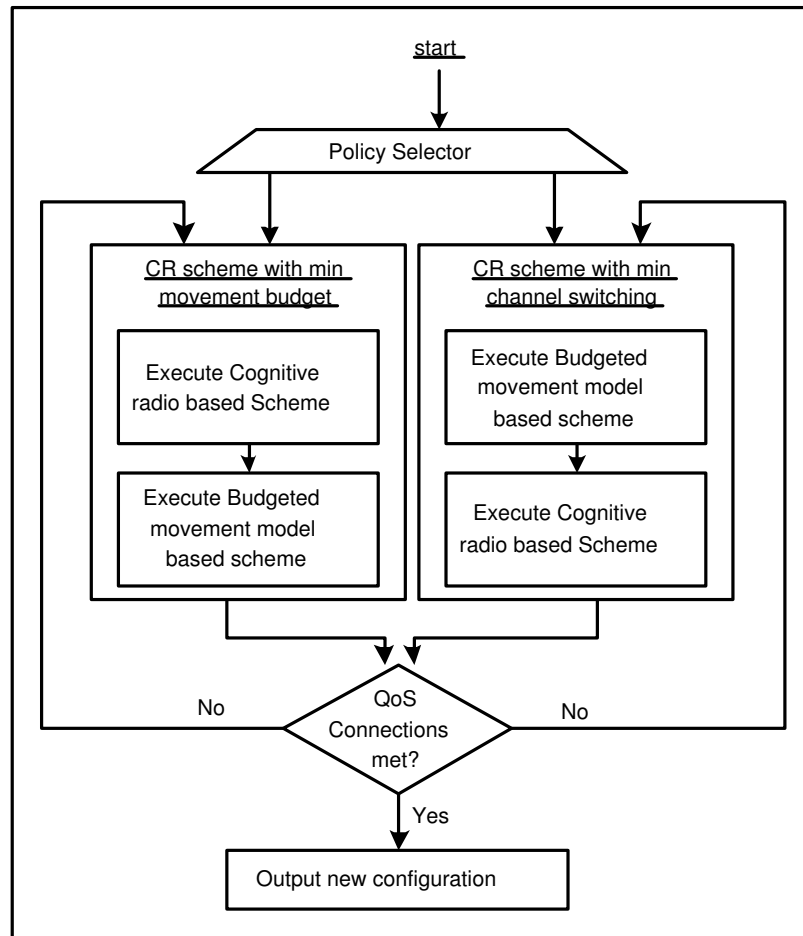 start
Policy Selector
CR scheme with min
movement budget
Execute Cognitive
radio based Scheme
Execute Budgeted
movement model
based scheme
CR scheme with min
channel switching
Execute Budgeted
movement model
based scheme
Execute Cognitive
radio based Scheme
QoS
Connections
met?
No
No
Yes
Output new configuration